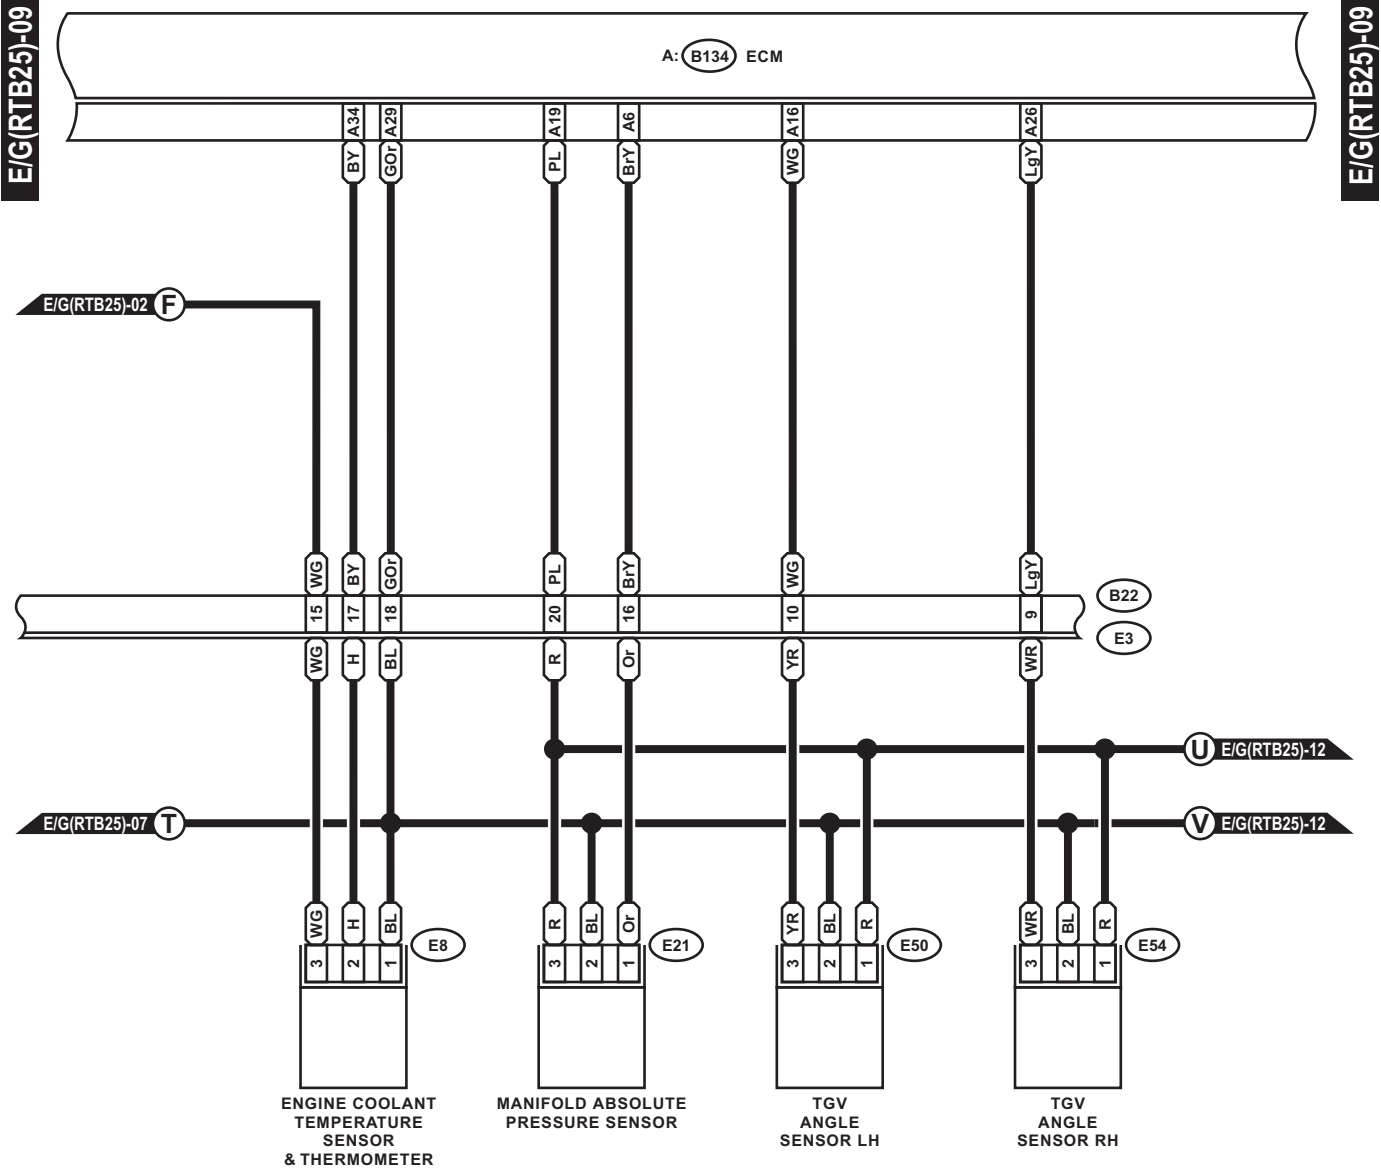 E/G(RTB25)-09
E/G(RTB25)-09
A: B134 ECM
A34 A29 A19 A6 A16 A26
BY GOr PL BrY WG LgY
E/G(RTB25)-02 F
WG BY GOr PL BrY WG LgY
15 17 18 20 16 10 9
B22
E3
WG H BL R Or YR WR
U E/G(RTB25)-12
E/G(RTB25)-07 T
V E/G(RTB25)-12
WG H BL R BL Or YR BL R WR BL R
E8 E21 E50 E54
3 2 1 3 2 1 3 2 1 3 2 1
ENGINE COOLANT
TEMPERATURE
SENSOR
& THERMOMETER
MANIFOLD ABSOLUTE
PRESSURE SENSOR
TGV
ANGLE
SENSOR LH
TGV
ANGLE
SENSOR RH